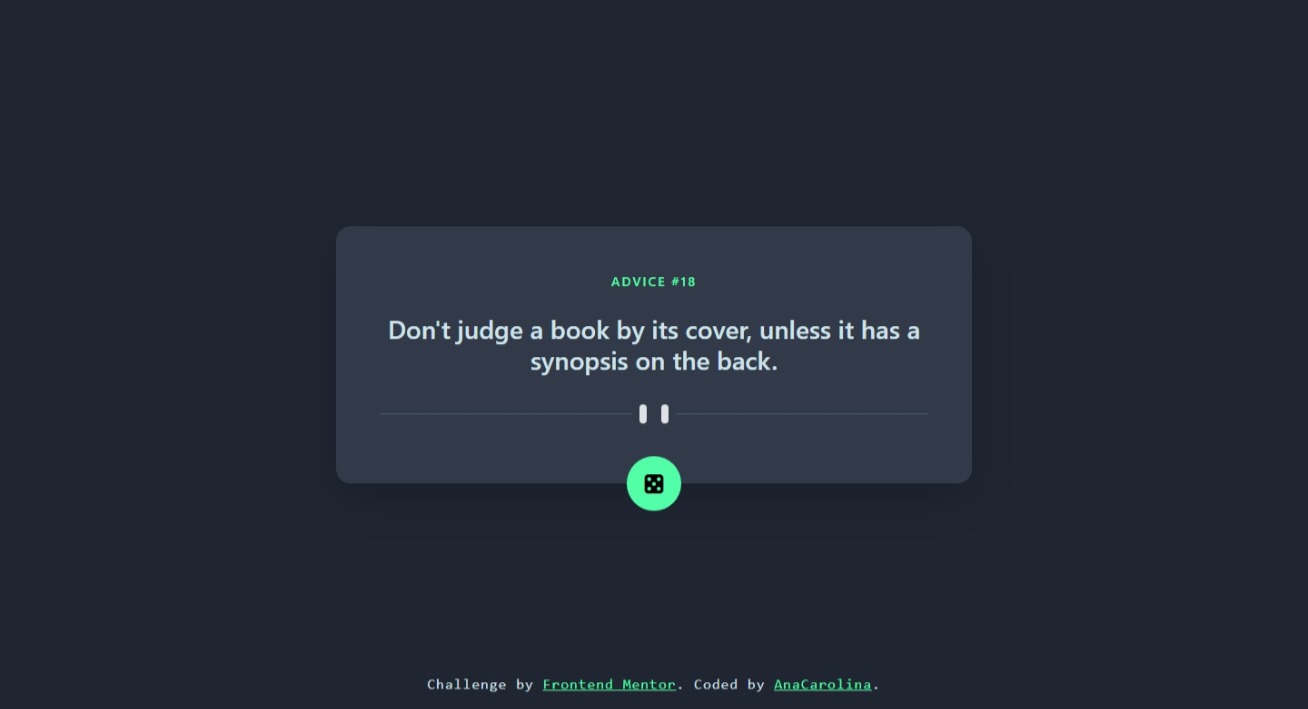 ADVICE #18
Don't judge a book by its cover, unless it has a
synopsis on the back.
Challenge by Frontend Mentor. Coded by AnaCarolina.